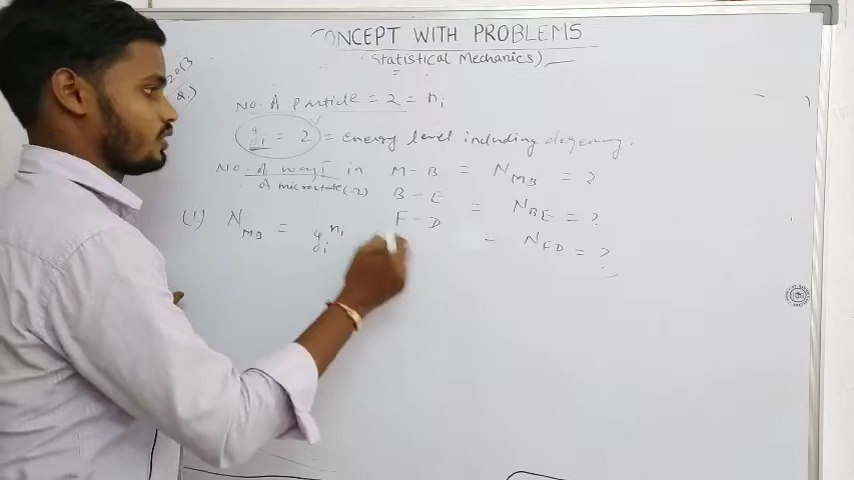 CONCEPT WITH PROBLEMS
(Statistical Mechanics)
2013
Q.)
No. of particle = 2 = ni
gi = 2 = energy level including degenracy.
No. of ways in M-B = NMB = ?
of microstate(Ω) B-E = NBE = ?
F-D = NFD = ?
(1) NMB = gi^ni